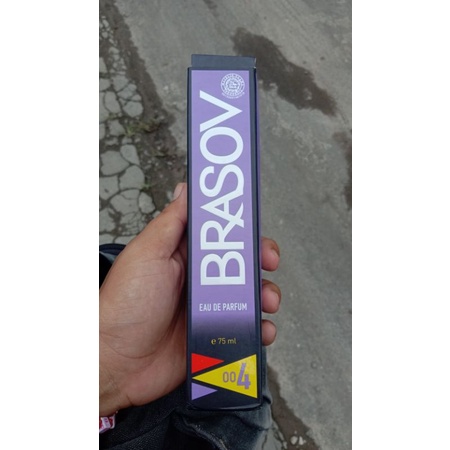 BRASOV
EAU DE PARFUM
e 75 ml
004